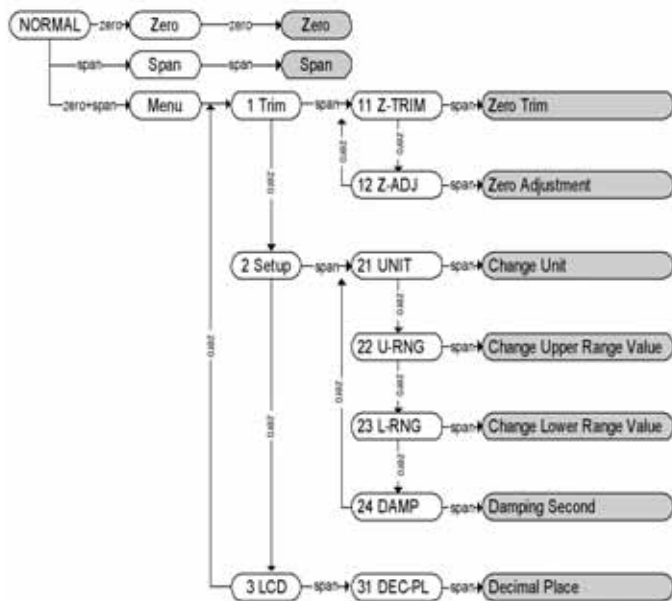 NORMAL zero Zero zero Zero
span Span span Span
zero+span Menu 1 Trim span 11 Z-TRIM span Zero Trim
zero
zero
zero
12 Z-ADJ span Zero Adjustment
2 Setup span 21 UNIT span Change Unit
zero
22 U-RNG span Change Upper Range Value
zero
zero
zero
zero
23 L-RNG span Change Lower Range Value
zero
24 DAMP span Damping Second
3 LCD span 31 DEC-PL span Decimal Place